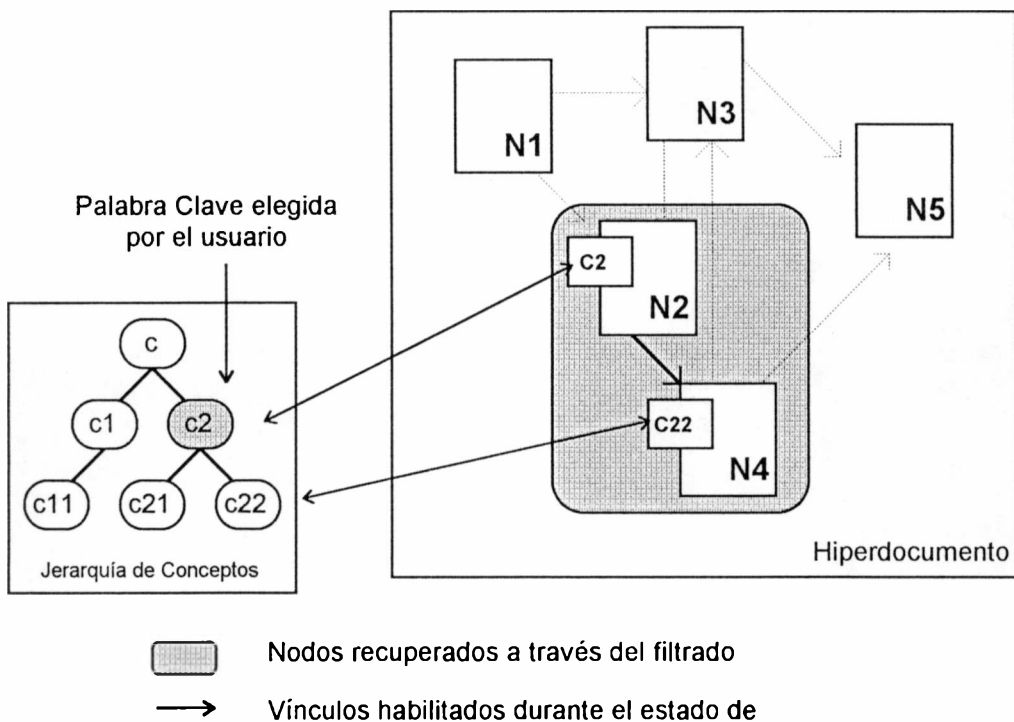 N1
N3
N5
Palabra Clave elegida
por el usuario
C2
N2
c
c1
c2
C22
N4
c11
c21
c22
Jerarquía de Conceptos
Hiperdocumento
Nodos recuperados a través del filtrado
Vínculos habilitados durante el estado de